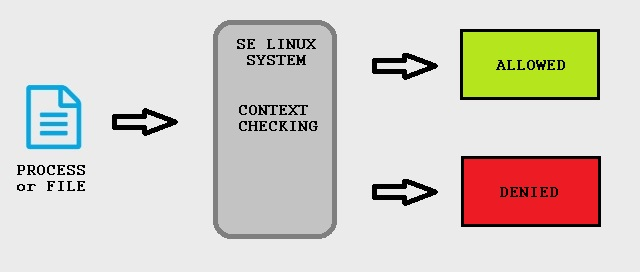 PROCESS
or FILE
SE LINUX
SYSTEM
CONTEXT
CHECKING
ALLOWED
DENIED